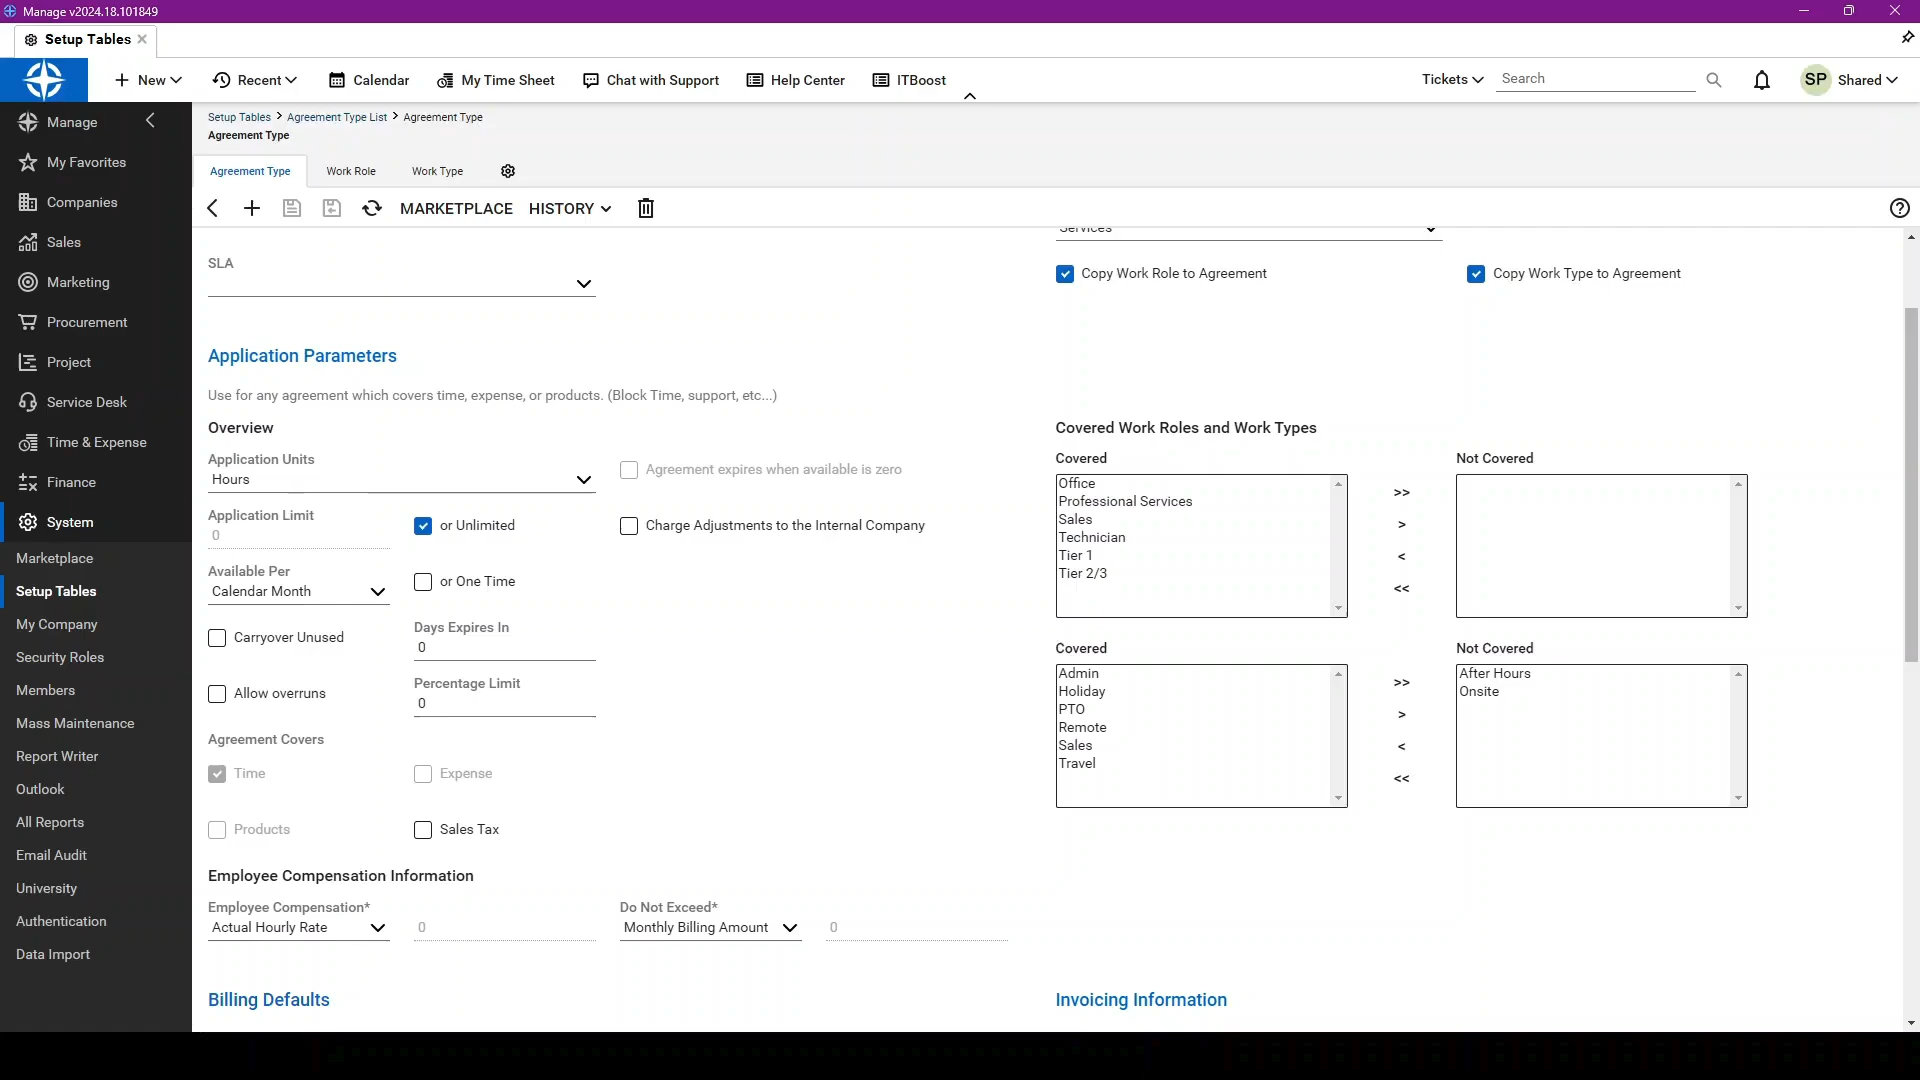 Manage v2024.18.101849
Setup Tables
New
Recent
Calendar
My Time Sheet
Chat with Support
Help Center
ITBoost
Tickets
Search
SP
Shared
Manage
My Favorites
Companies
Sales
Marketing
Procurement
Project
Service Desk
Time & Expense
Finance
System
Marketplace
Setup Tables
My Company
Security Roles
Members
Mass Maintenance
Report Writer
Outlook
All Reports
Email Audit
University
Authentication
Data Import
Setup Tables > Agreement Type List > Agreement Type
Agreement Type
Agreement Type
Work Role
Work Type
MARKETPLACE
HISTORY
Services
SLA
Copy Work Role to Agreement
Copy Work Type to Agreement
Application Parameters
Use for any agreement which covers time, expense, or products. (Block Time, support, etc...)
Overview
Application Units
Hours
Agreement expires when available is zero
Application Limit
0
or Unlimited
Charge Adjustments to the Internal Company
Available Per
Calendar Month
or One Time
Carryover Unused
Days Expires In
0
Allow overruns
Percentage Limit
0
Agreement Covers
Time
Expense
Products
Sales Tax
Covered Work Roles and Work Types
Covered
Office
Professional Services
Sales
Technician
Tier 1
Tier 2/3
>>
>
<
<<
Not Covered
Covered
Admin
Holiday
PTO
Remote
Sales
Travel
>>
>
<
<<
Not Covered
After Hours
Onsite
Employee Compensation Information
Employee Compensation*
Actual Hourly Rate
0
Do Not Exceed*
Monthly Billing Amount
0
Billing Defaults
Invoicing Information